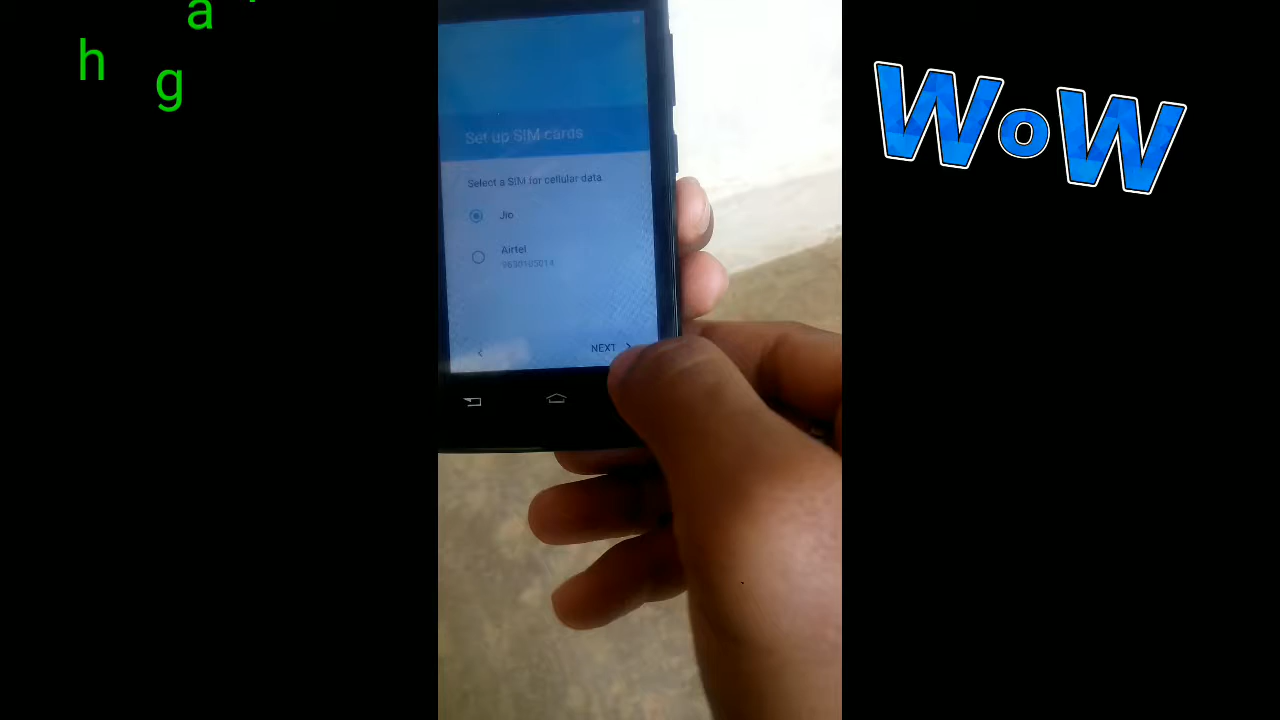 a
h
g
WoW
Set up SIM cards
Select a SIM for cellular data.
Jio
Airtel
NEXT